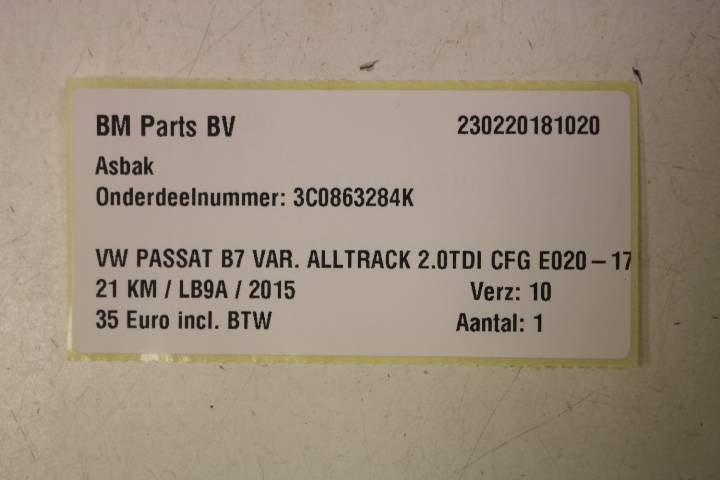 BM Parts BV 230220181020
Asbak
Onderdeelnummer: 3C0863284K
VW PASSAT B7 VAR. ALLTRACK 2.0TDI CFG E020-17
21 KM / LB9A / 2015 Verz: 10
35 Euro incl. BTW Aantal: 1